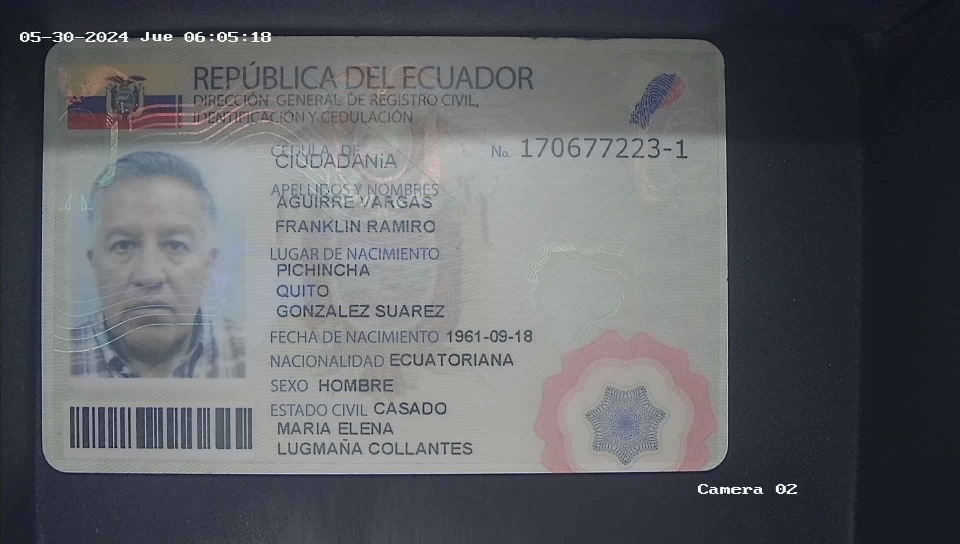 05-30-2024 Jue 06:05:18
REPÚBLICA DEL ECUADOR
DIRECCIÓN GENERAL DE REGISTRO CIVIL,
IDENTIFICACIÓN Y CEDULACIÓN
CÉDULA DE
CIUDADANÍA
No. 170677223-1
APELLIDOS Y NOMBRES
AGUIRRE VARGAS
FRANKLIN RAMIRO
LUGAR DE NACIMIENTO
PICHINCHA
QUITO
GONZALEZ SUAREZ
FECHA DE NACIMIENTO 1961-09-18
NACIONALIDAD ECUATORIANA
SEXO HOMBRE
ESTADO CIVIL CASADO
MARIA ELENA
LUGMAÑA COLLANTES
Camera 02